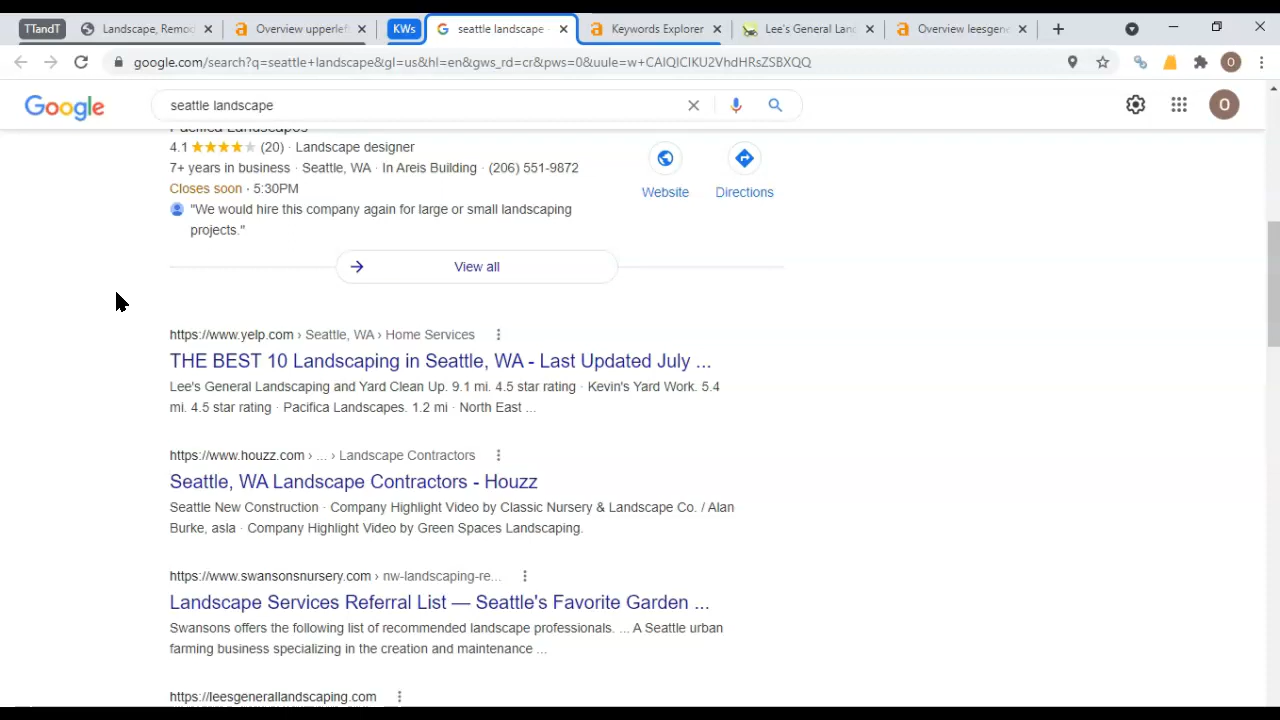 TTandT
Landscape, Remo
Overview upperlef
KWs
seattle landscape -
Keywords Explorer
Lee's General Lan
Overview leesgene
google.com/search?q=seattle+landscape&gl=us&hl=en&gws_rd=cr&pws=0&uule=w+CAIQICIKU2VhdHRsZSBXQQ
O
Google
seattle landscape
O
Pacifica Landscapes
4.1 (20) · Landscape designer
7+ years in business · Seattle, WA · In Areis Building · (206) 551-9872
Closes soon · 5:30PM
"We would hire this company again for large or small landscaping
projects."
Website
Directions
View all
https://www.yelp.com › Seattle, WA › Home Services
THE BEST 10 Landscaping in Seattle, WA - Last Updated July ...
Lee's General Landscaping and Yard Clean Up. 9.1 mi. 4.5 star rating · Kevin's Yard Work. 5.4
mi. 4.5 star rating · Pacifica Landscapes. 1.2 mi · North East ...
https://www.houzz.com › ... › Landscape Contractors
Seattle, WA Landscape Contractors - Houzz
Seattle New Construction · Company Highlight Video by Classic Nursery & Landscape Co. / Alan
Burke, asla · Company Highlight Video by Green Spaces Landscaping.
https://www.swansonsnursery.com › nw-landscaping-re...
Landscape Services Referral List — Seattle's Favorite Garden ...
Swansons offers the following list of recommended landscape professionals. ... A Seattle urban
farming business specializing in the creation and maintenance ...
https://leesgenerallandscaping.com